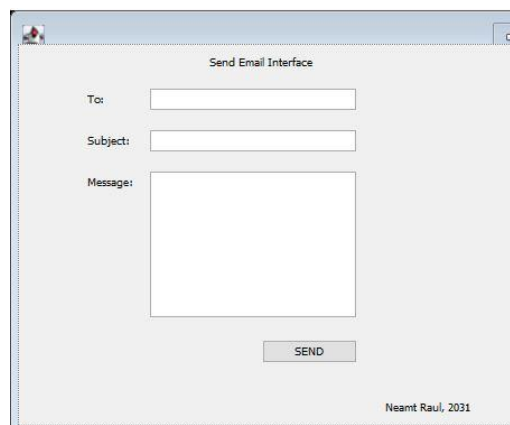 Send Email Interface
To:
Subject:
Message:
SEND
Neamt Raul, 2031